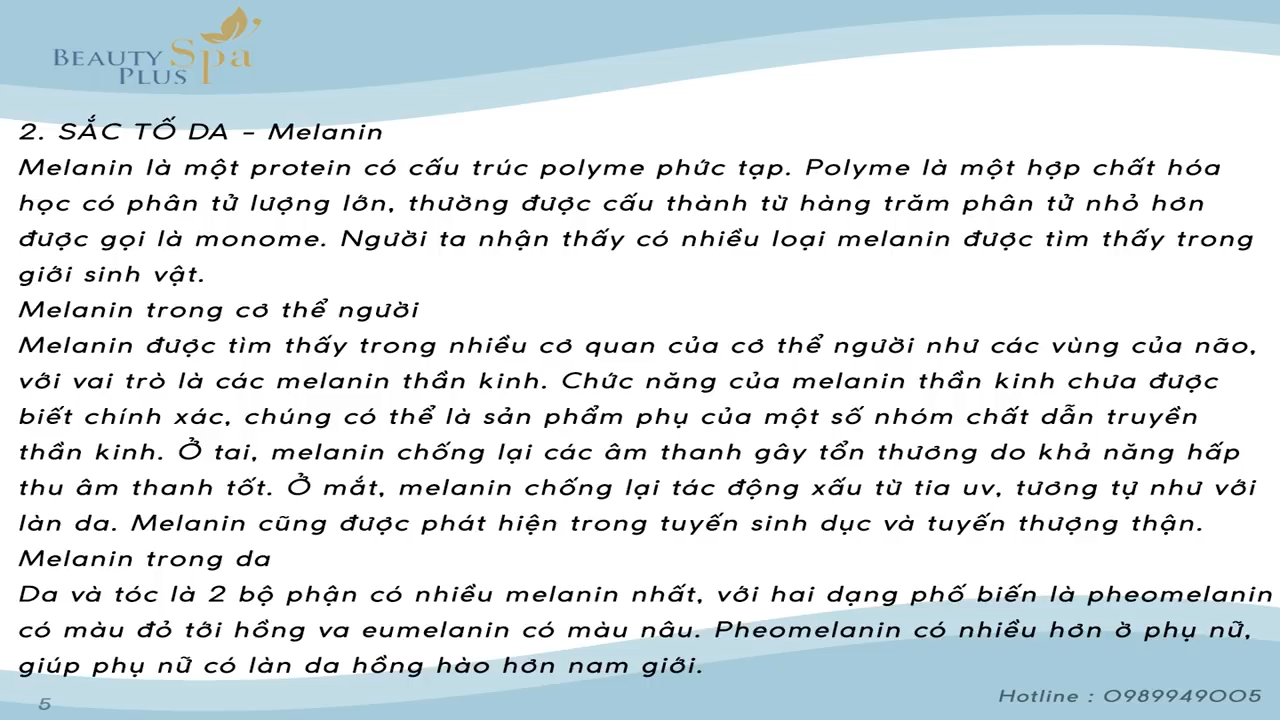 BEAUTY Spa
PLUS
2. SẮC TỐ DA – Melanin
Melanin là một protein có cấu trúc polyme phức tạp. Polyme là một hợp chất hóa
học có phân tử lượng lớn, thường được cấu thành từ hàng trăm phân tử nhỏ hơn
được gọi là monome. Người ta nhận thấy có nhiều loại melanin được tìm thấy trong
giới sinh vật.
Melanin trong cơ thể người
Melanin được tìm thấy trong nhiều cơ quan của cơ thể người như các vùng của não,
với vai trò là các melanin thần kinh. Chức năng của melanin thần kinh chưa được
biết chính xác, chúng có thể là sản phẩm phụ của một số nhóm chất dẫn truyền
thần kinh. Ở tai, melanin chống lại các âm thanh gây tổn thương do khả năng hấp
thu âm thanh tốt. Ở mắt, melanin chống lại tác động xấu từ tia uv, tương tự như với
làn da. Melanin cũng được phát hiện trong tuyến sinh dục và tuyến thượng thận.
Melanin trong da
Da và tóc là 2 bộ phận có nhiều melanin nhất, với hai dạng phổ biến là pheomelanin
có màu đỏ tới hồng va eumelanin có màu nâu. Pheomelanin có nhiều hơn ở phụ nữ,
giúp phụ nữ có làn da hồng hào hơn nam giới.
5
Hotline : 0989949005